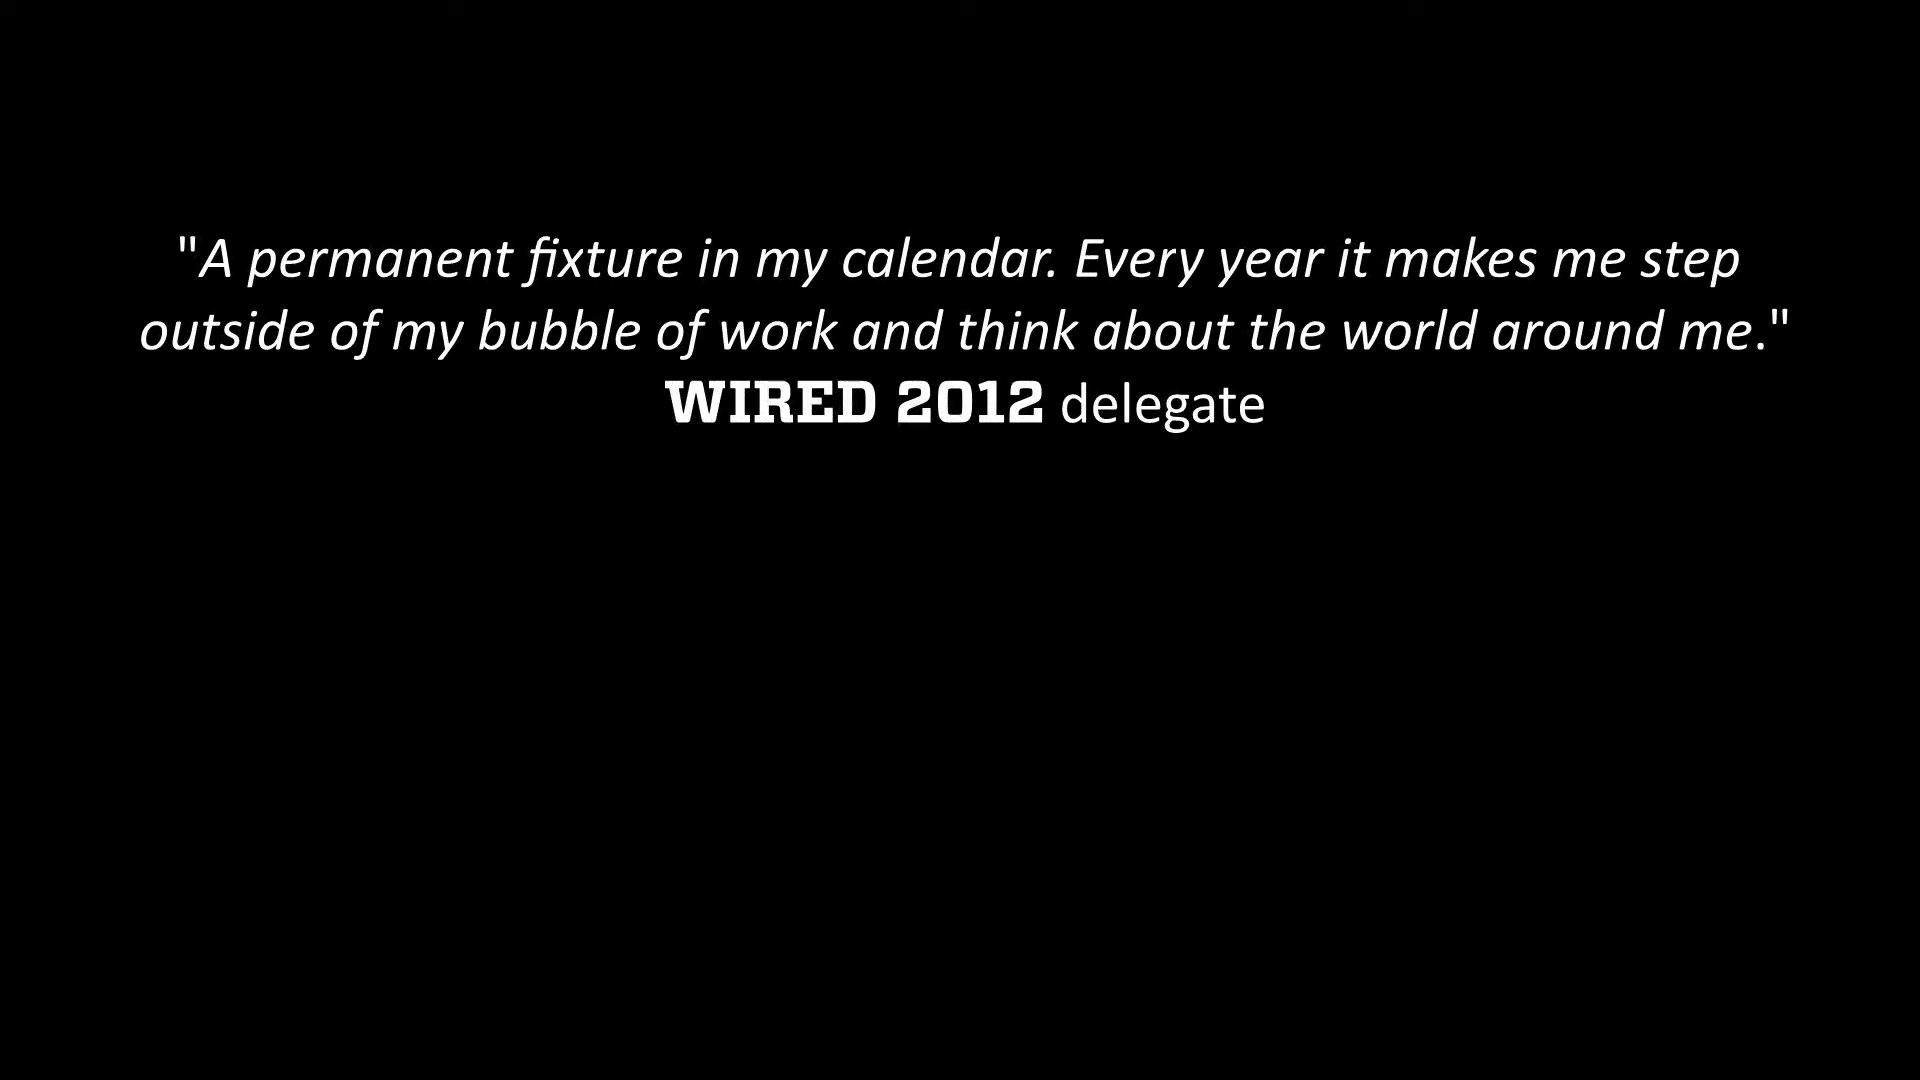 "A permanent fixture in my calendar. Every year it makes me step
outside of my bubble of work and think about the world around me."
WIRED 2012 delegate